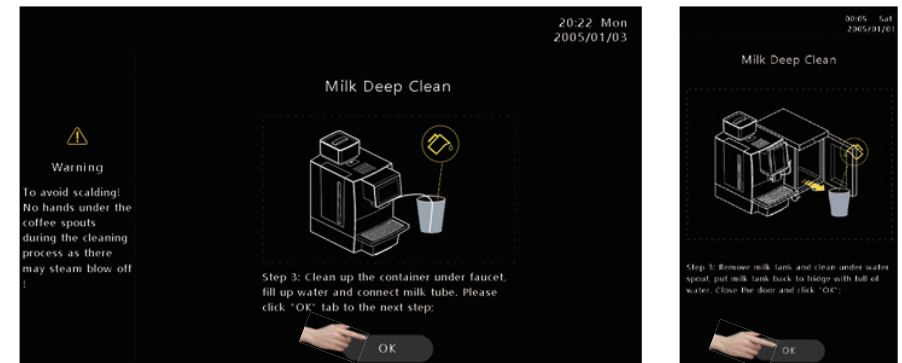 20:22 Mon
2005/01/03
Milk Deep Clean
Warning
To avoid scalding!
No hands under the
coffee spouts
during the cleaning
process as there
may steam blow off
!
Step 3: Clean up the container under faucet,
fill up water and connect milk tube. Please
click "OK" tab to the next step;
OK
00:05 Sat
2005/01/01
Milk Deep Clean
Step 3: Remove milk tank and clean under water
spout, put milk tank back to fridge with full of
water. Close the door and click "OK";
OK